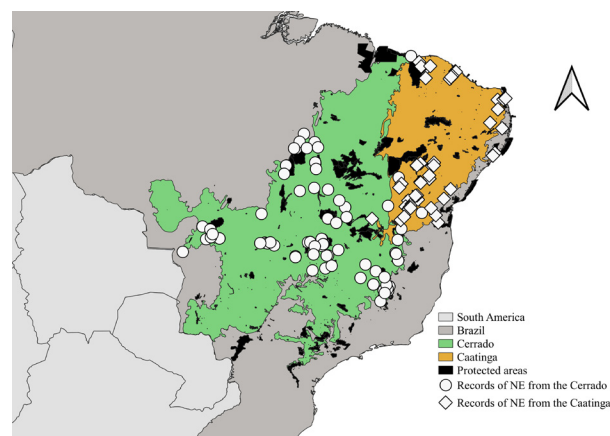 South America
Brazil
Cerrado
Caatinga
Protected areas
Records of NE from the Cerrado
Records of NE from the Caatinga